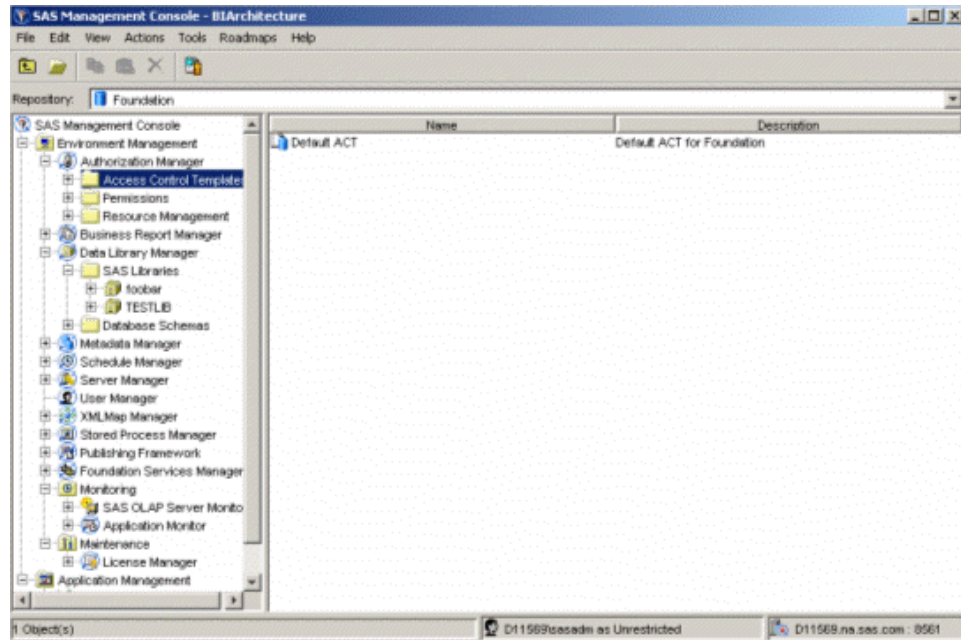 SAS Management Console - BIArchitecture
File Edit View Actions Tools Roadmaps Help
Repository: Foundation
SAS Management Console
Environment Management
Authorization Manager
Access Control Templates
Permissions
Resource Management
Business Report Manager
Data Library Manager
SAS Libraries
foobar
TESTLIB
Database Schemas
Metadata Manager
Schedule Manager
Server Manager
User Manager
XMLMap Manager
Stored Process Manager
Publishing Framework
Foundation Services Manager
Monitoring
SAS OLAP Server Monito
Application Monitor
Maintenance
License Manager
Application Management
Name Description
Default ACT Default ACT for Foundation
1 Object(s) D11569\sasadm as Unrestricted D11569.na.sas.com : 8561